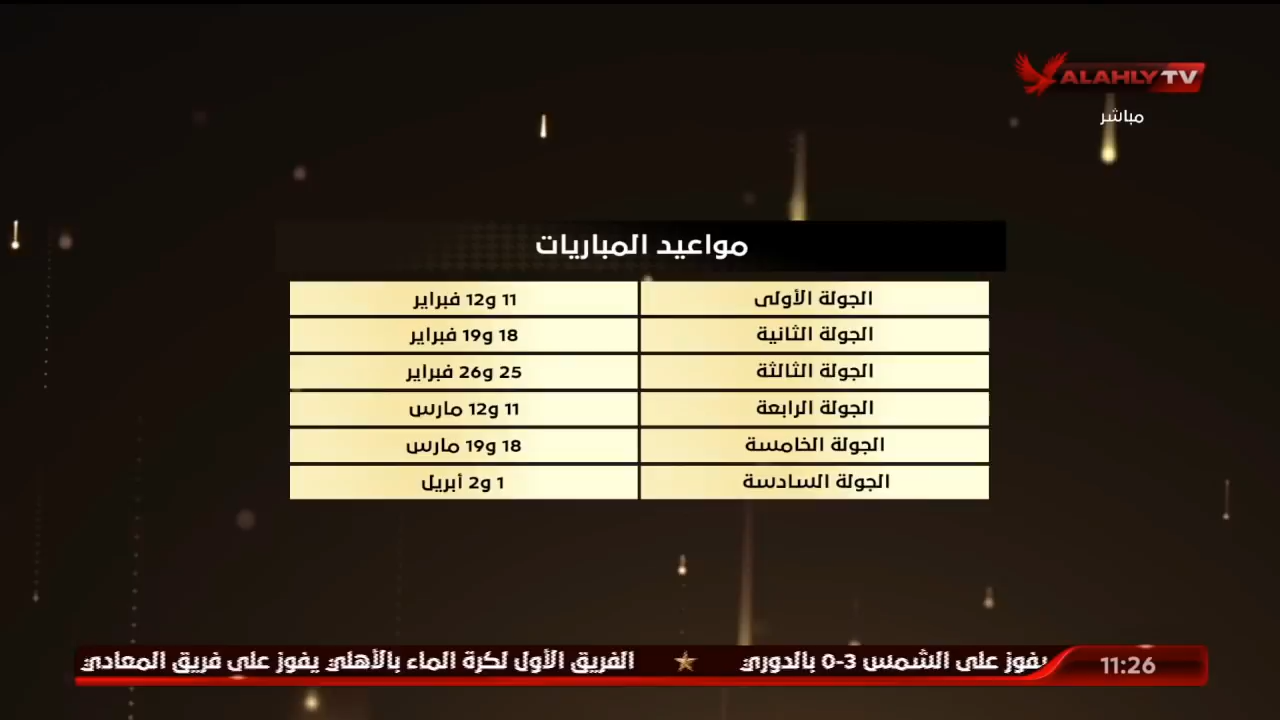 ALAHLY TV
مباشر
مواعيد المباريات
الجولة الأولى 11 و12 فبراير
الجولة الثانية 18 و19 فبراير
الجولة الثالثة 25 و26 فبراير
الجولة الرابعة 11 و12 مارس
الجولة الخامسة 18 و19 مارس
الجولة السادسة 1 و2 أبريل
11:26 يفوز على الشمس 3-0 بالدوري الفريق الأول لكرة الماء بالأهلي يفوز على فريق المعادي